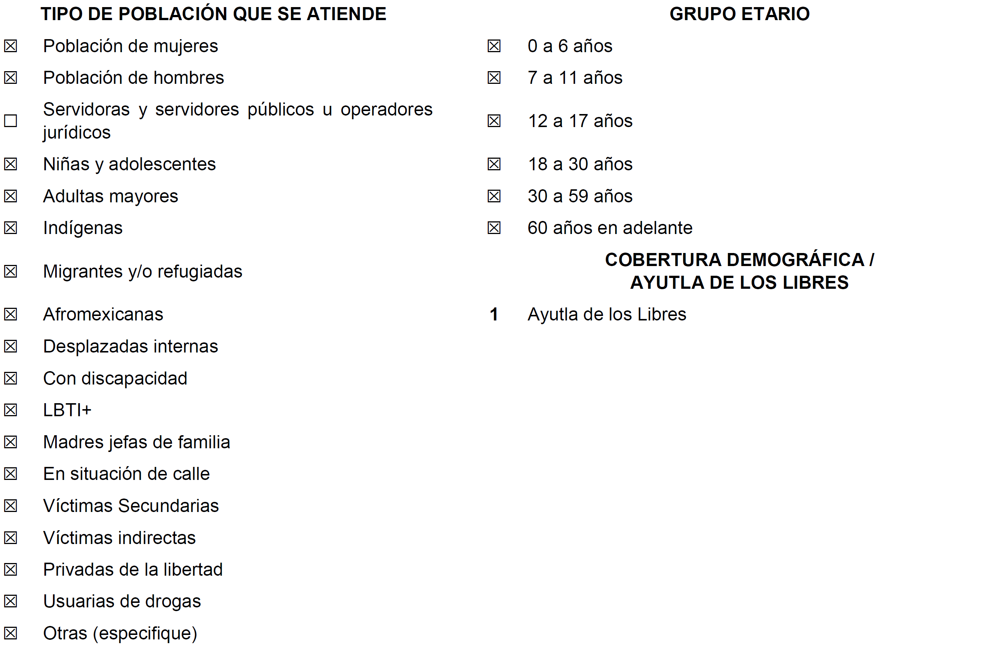 TIPO DE POBLACIÓN QUE SE ATIENDE
☒ Población de mujeres
☒ Población de hombres
☐ Servidoras y servidores públicos u operadores
jurídicos
☒ Niñas y adolescentes
☒ Adultas mayores
☒ Indígenas
☒ Migrantes y/o refugiadas
☒ Afromexicanas
☒ Desplazadas internas
☒ Con discapacidad
☒ LBTI+
☒ Madres jefas de familia
☒ En situación de calle
☒ Víctimas Secundarias
☒ Víctimas indirectas
☒ Privadas de la libertad
☒ Usuarias de drogas
☒ Otras (especifique)
GRUPO ETARIO
☒ 0 a 6 años
☒ 7 a 11 años
☒ 12 a 17 años
☒ 18 a 30 años
☒ 30 a 59 años
☒ 60 años en adelante
COBERTURA DEMOGRÁFICA /
AYUTLA DE LOS LIBRES
1 Ayutla de los Libres